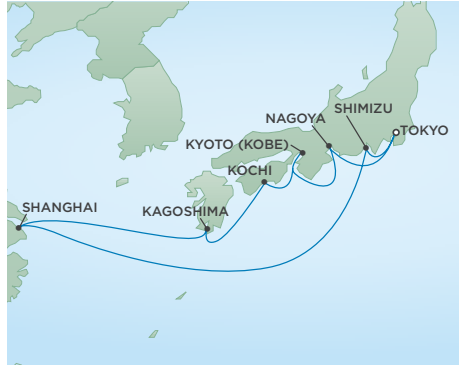 SHIMIZU
NAGOYA
TOKYO
KYOTO (KOBE)
KOCHI
SHANGHAI
KAGOSHIMA